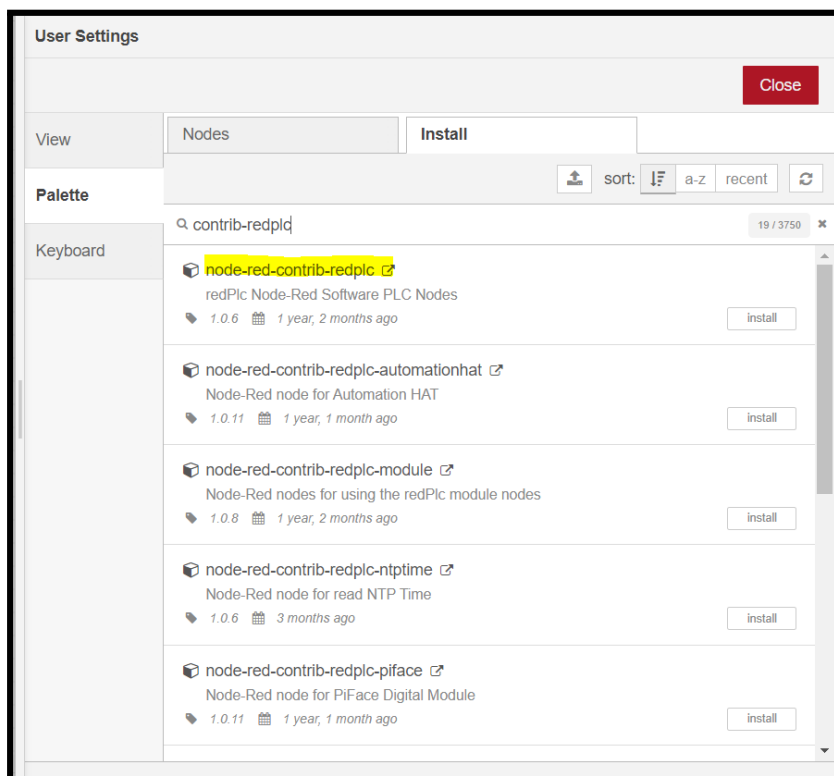 User Settings
Close
View
Palette
Keyboard
Nodes
Install
sort: a-z recent
contrib-redplc
19 / 3750
node-red-contrib-redplc
redPlc Node-Red Software PLC Nodes
1.0.6 1 year, 2 months ago
install
node-red-contrib-redplc-automationhat
Node-Red node for Automation HAT
1.0.11 1 year, 1 month ago
install
node-red-contrib-redplc-module
Node-Red nodes for using the redPlc module nodes
1.0.8 1 year, 2 months ago
install
node-red-contrib-redplc-ntptime
Node-Red node for read NTP Time
1.0.6 3 months ago
install
node-red-contrib-redplc-piface
Node-Red node for PiFace Digital Module
1.0.11 1 year, 1 month ago
install